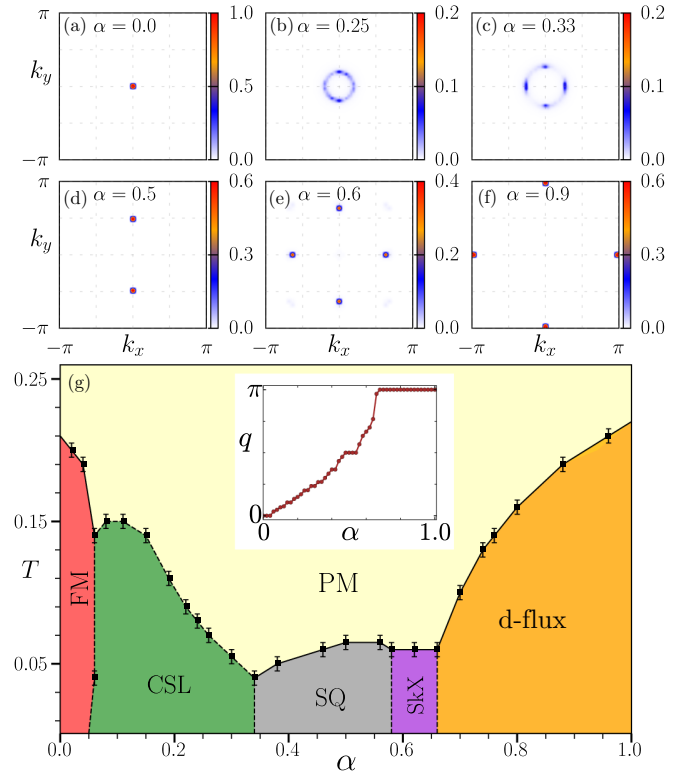 π (a) α = 0.0 1.0 (b) α = 0.25 0.2 (c) α = 0.33 0.2
k_y 0.5 0.1 0.1
−π 0.0 0.0 0.0
π (d) α = 0.5 0.6 (e) α = 0.6 0.4 (f) α = 0.9 0.6
k_y 0.3 0.2 0.3
−π 0.0 0.0 0.0
−π k_x π −π k_x π −π k_x π
0.25 (g)
π
q
0
0 α 1.0
0.15
T
PM
FM
d-flux
0.05
CSL
SQ
SkX
0.0 0.2 0.4 0.6 0.8 1.0
α